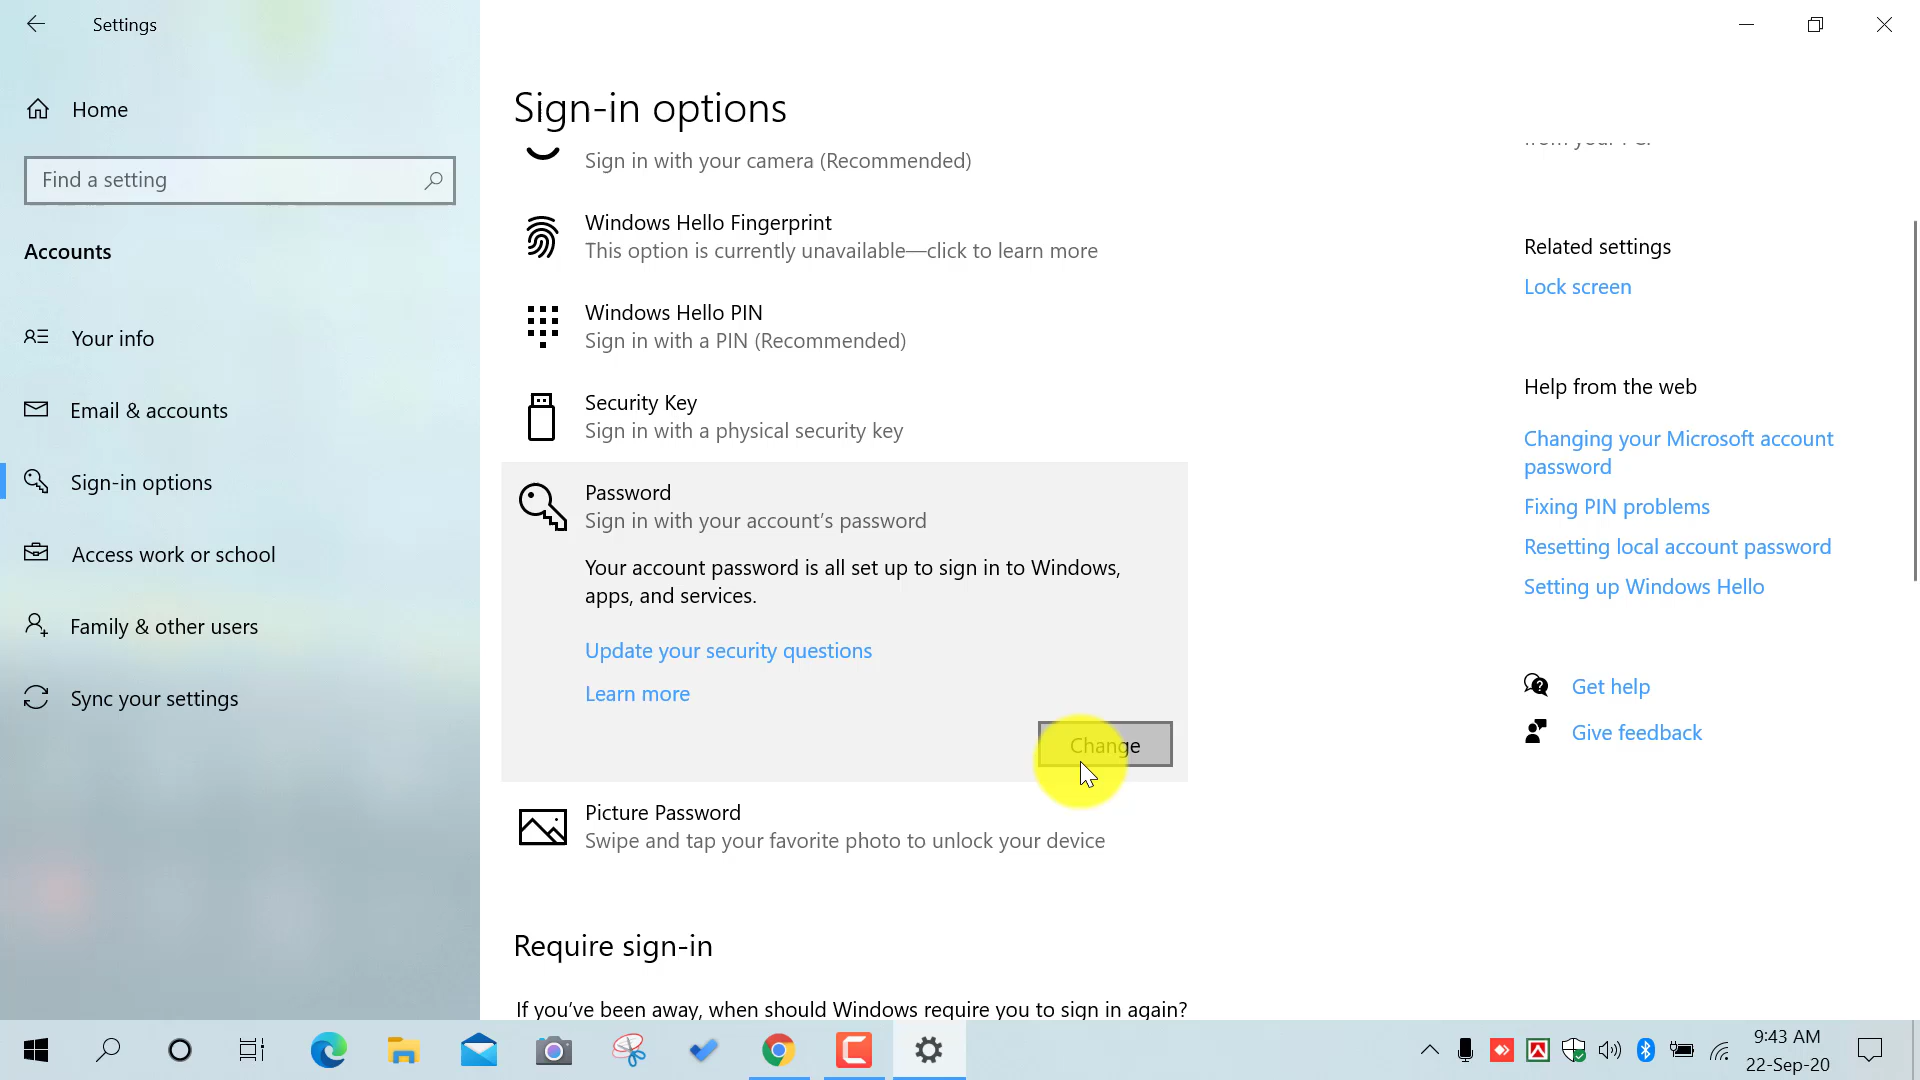 Settings
Home
Find a setting
Accounts
Your info
Email & accounts
Sign-in options
Access work or school
Family & other users
Sync your settings
Sign-in options
Sign in with your camera (Recommended)
Windows Hello Fingerprint
This option is currently unavailable—click to learn more
Windows Hello PIN
Sign in with a PIN (Recommended)
Security Key
Sign in with a physical security key
Password
Sign in with your account's password
Your account password is all set up to sign in to Windows,
apps, and services.
Update your security questions
Learn more
Change
Picture Password
Swipe and tap your favorite photo to unlock your device
Require sign-in
If you've been away, when should Windows require you to sign in again?
from your PC.
Related settings
Lock screen
Help from the web
Changing your Microsoft account
password
Fixing PIN problems
Resetting local account password
Setting up Windows Hello
Get help
Give feedback
9:43 AM
22-Sep-20